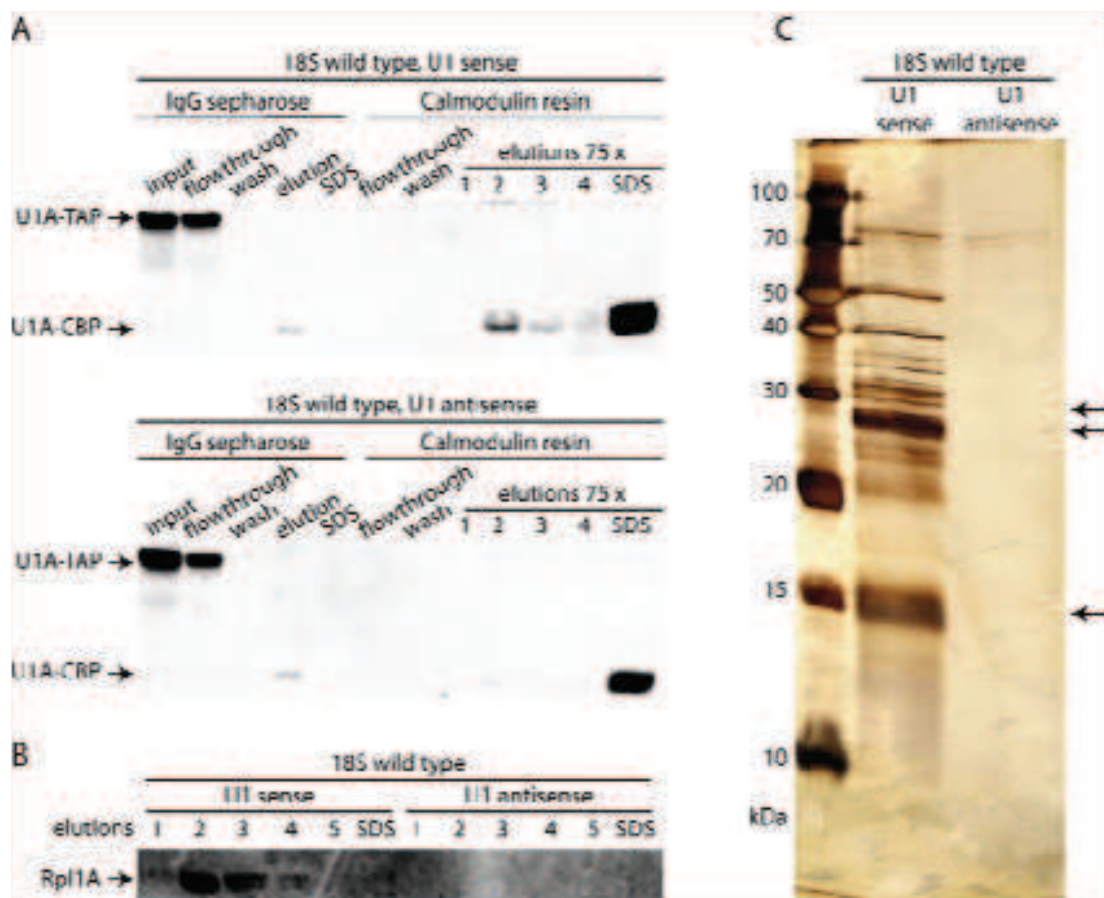 A
18S wild type, U1 sense
IgG sepharose Calmodulin resin
input flowthrough wash elution SDS flowthrough wash elutions 75 x
1 2 3 4 SDS
U1A-TAP
U1A-CBP
18S wild type, U1 antisense
IgG sepharose Calmodulin resin
input flowthrough wash elution SDS flowthrough wash elutions 75 x
1 2 3 4 SDS
U1A-TAP
U1A-CBP
B
18S wild type
U1 sense U1 antisense
elutions 1 2 3 4 5 SDS 1 2 3 4 5 SDS
Rpl1A
C
18S wild type
U1 sense U1 antisense
100
70
50
40
30
20
15
10
kDa